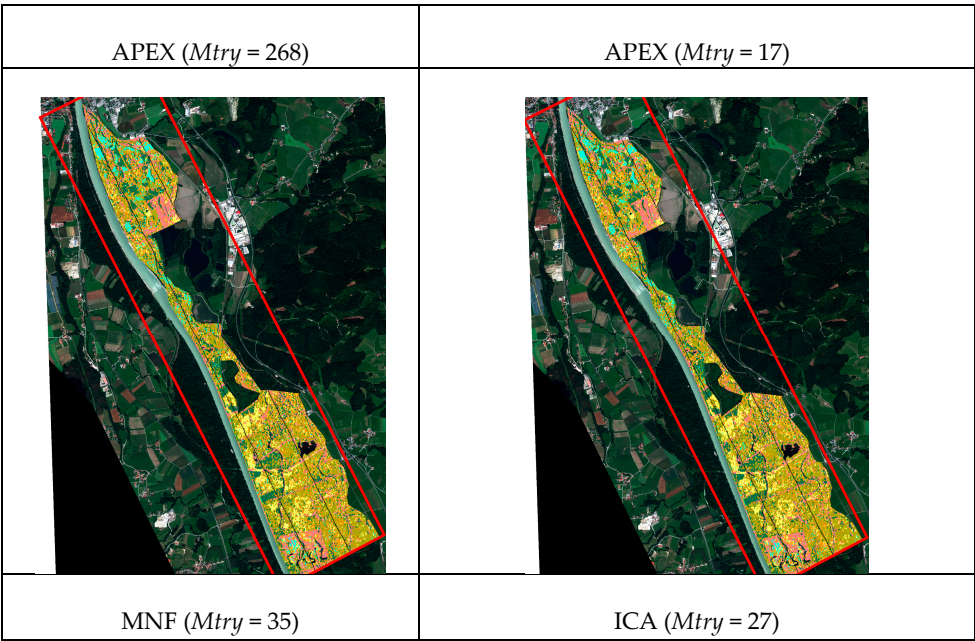 APEX (Mtry = 268)
APEX (Mtry = 17)
MNF (Mtry = 35)
ICA (Mtry = 27)